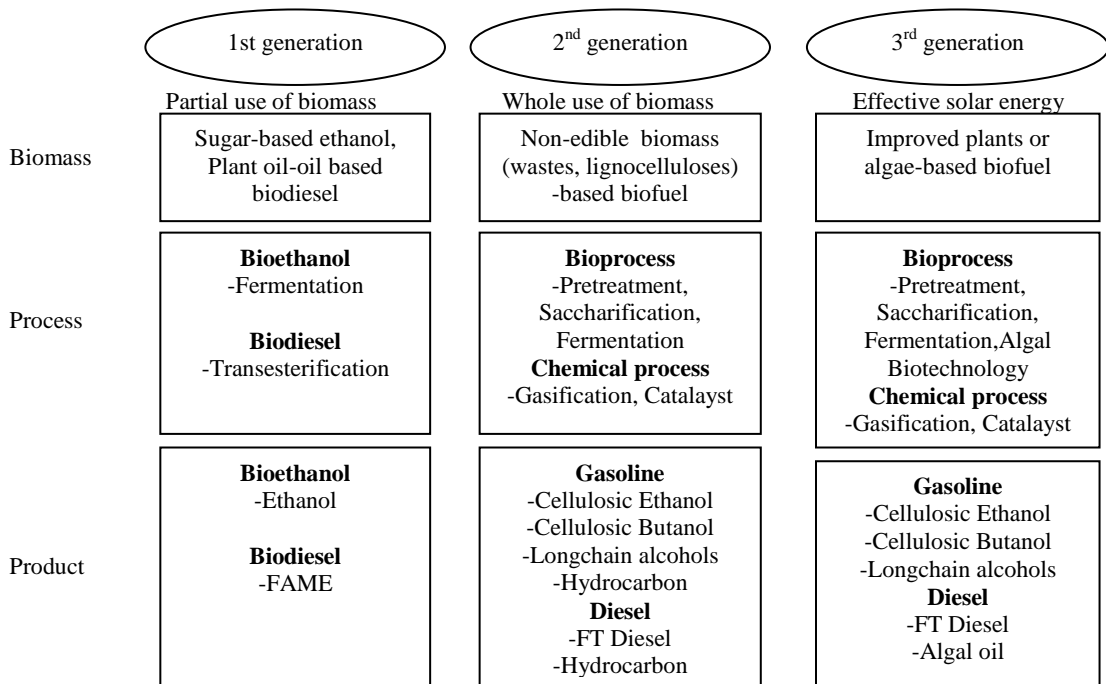 1st generation
2nd generation
3rd generation
Partial use of biomass
Whole use of biomass
Effective solar energy
Biomass
Sugar-based ethanol,
Plant oil-oil based
biodiesel
Non-edible biomass
(wastes, lignocelluloses)
-based biofuel
Improved plants or
algae-based biofuel
Process
Bioethanol
-Fermentation
Biodiesel
-Transesterification
Bioprocess
-Pretreatment,
Saccharification,
Fermentation
Chemical process
-Gasification, Catalayst
Bioprocess
-Pretreatment,
Saccharification,
Fermentation,Algal
Biotechnology
Chemical process
-Gasification, Catalayst
Product
Bioethanol
-Ethanol
Biodiesel
-FAME
Gasoline
-Cellulosic Ethanol
-Cellulosic Butanol
-Longchain alcohols
-Hydrocarbon
Diesel
-FT Diesel
-Hydrocarbon
Gasoline
-Cellulosic Ethanol
-Cellulosic Butanol
-Longchain alcohols
Diesel
-FT Diesel
-Algal oil